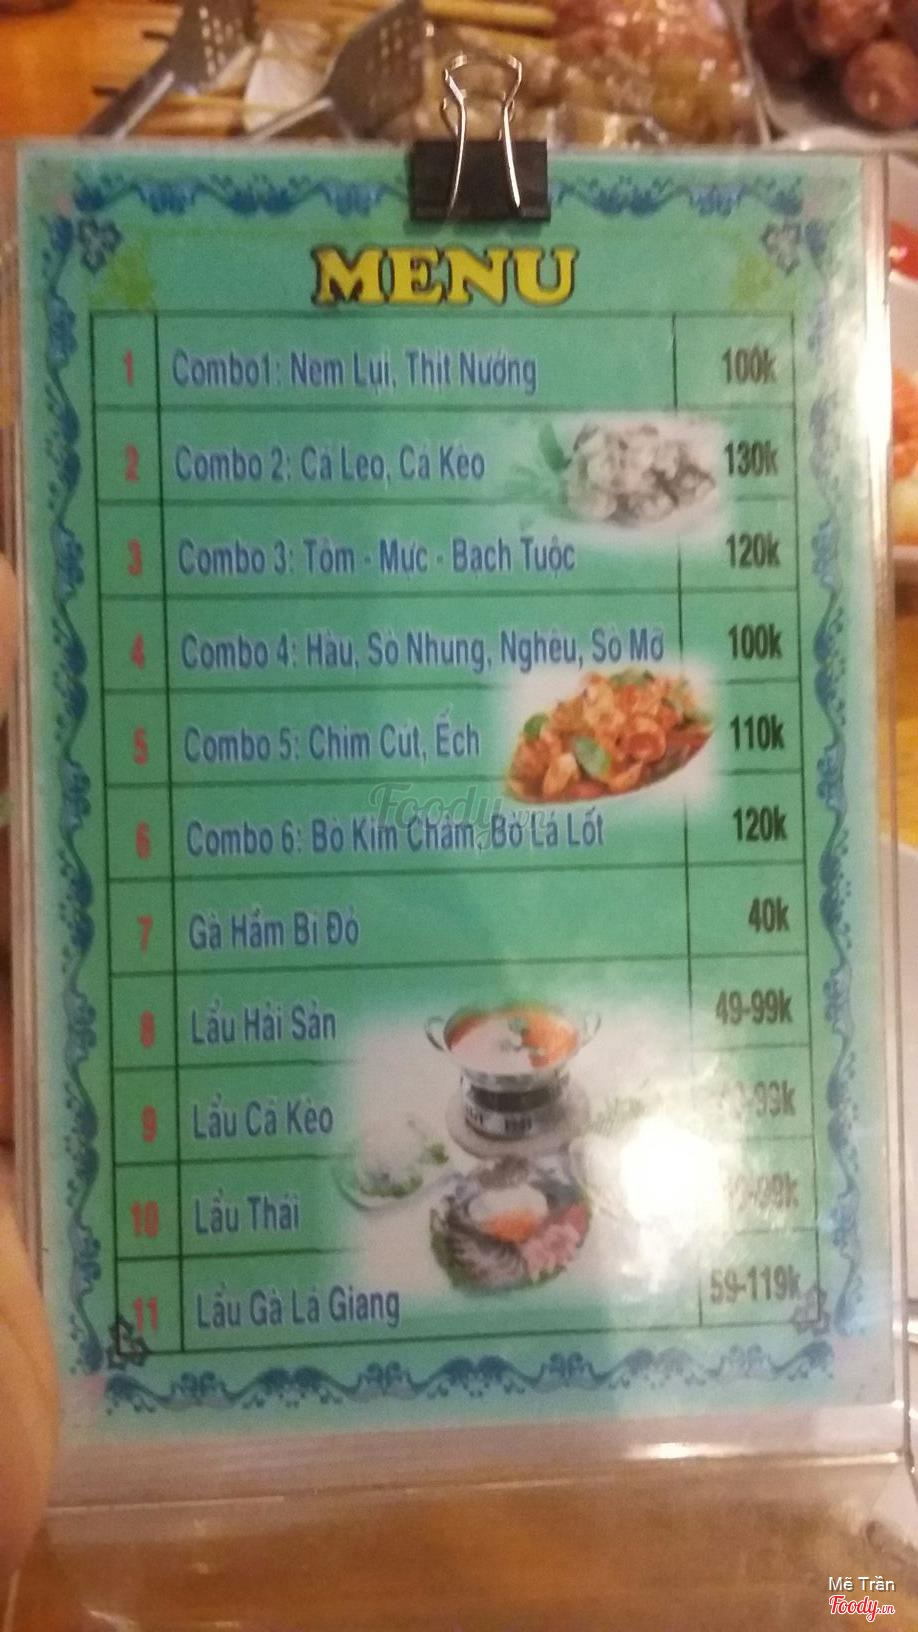 MENU
1 Combo1: Nem Lụi, Thịt Nướng 100k
2 Combo 2: Cá Leo, Cá Kèo 130k
3 Combo 3: Tôm - Mực - Bạch Tuộc 120k
4 Combo 4: Hàu, Sò Nhung, Nghêu, Sò Mỡ 100k
5 Combo 5: Chim Cút, Ếch 110k
6 Combo 6: Bò Kim Châm, Bò Lá Lốt 120k
7 Gà Hầm Bí Đỏ 40k
8 Lẩu Hải Sản 49-99k
9 Lẩu Cá Kèo
10 Lẩu Thái
11 Lẩu Gà Lá Giang 59-119k
Foody.vn
Mẽ Trần
Foody.vn